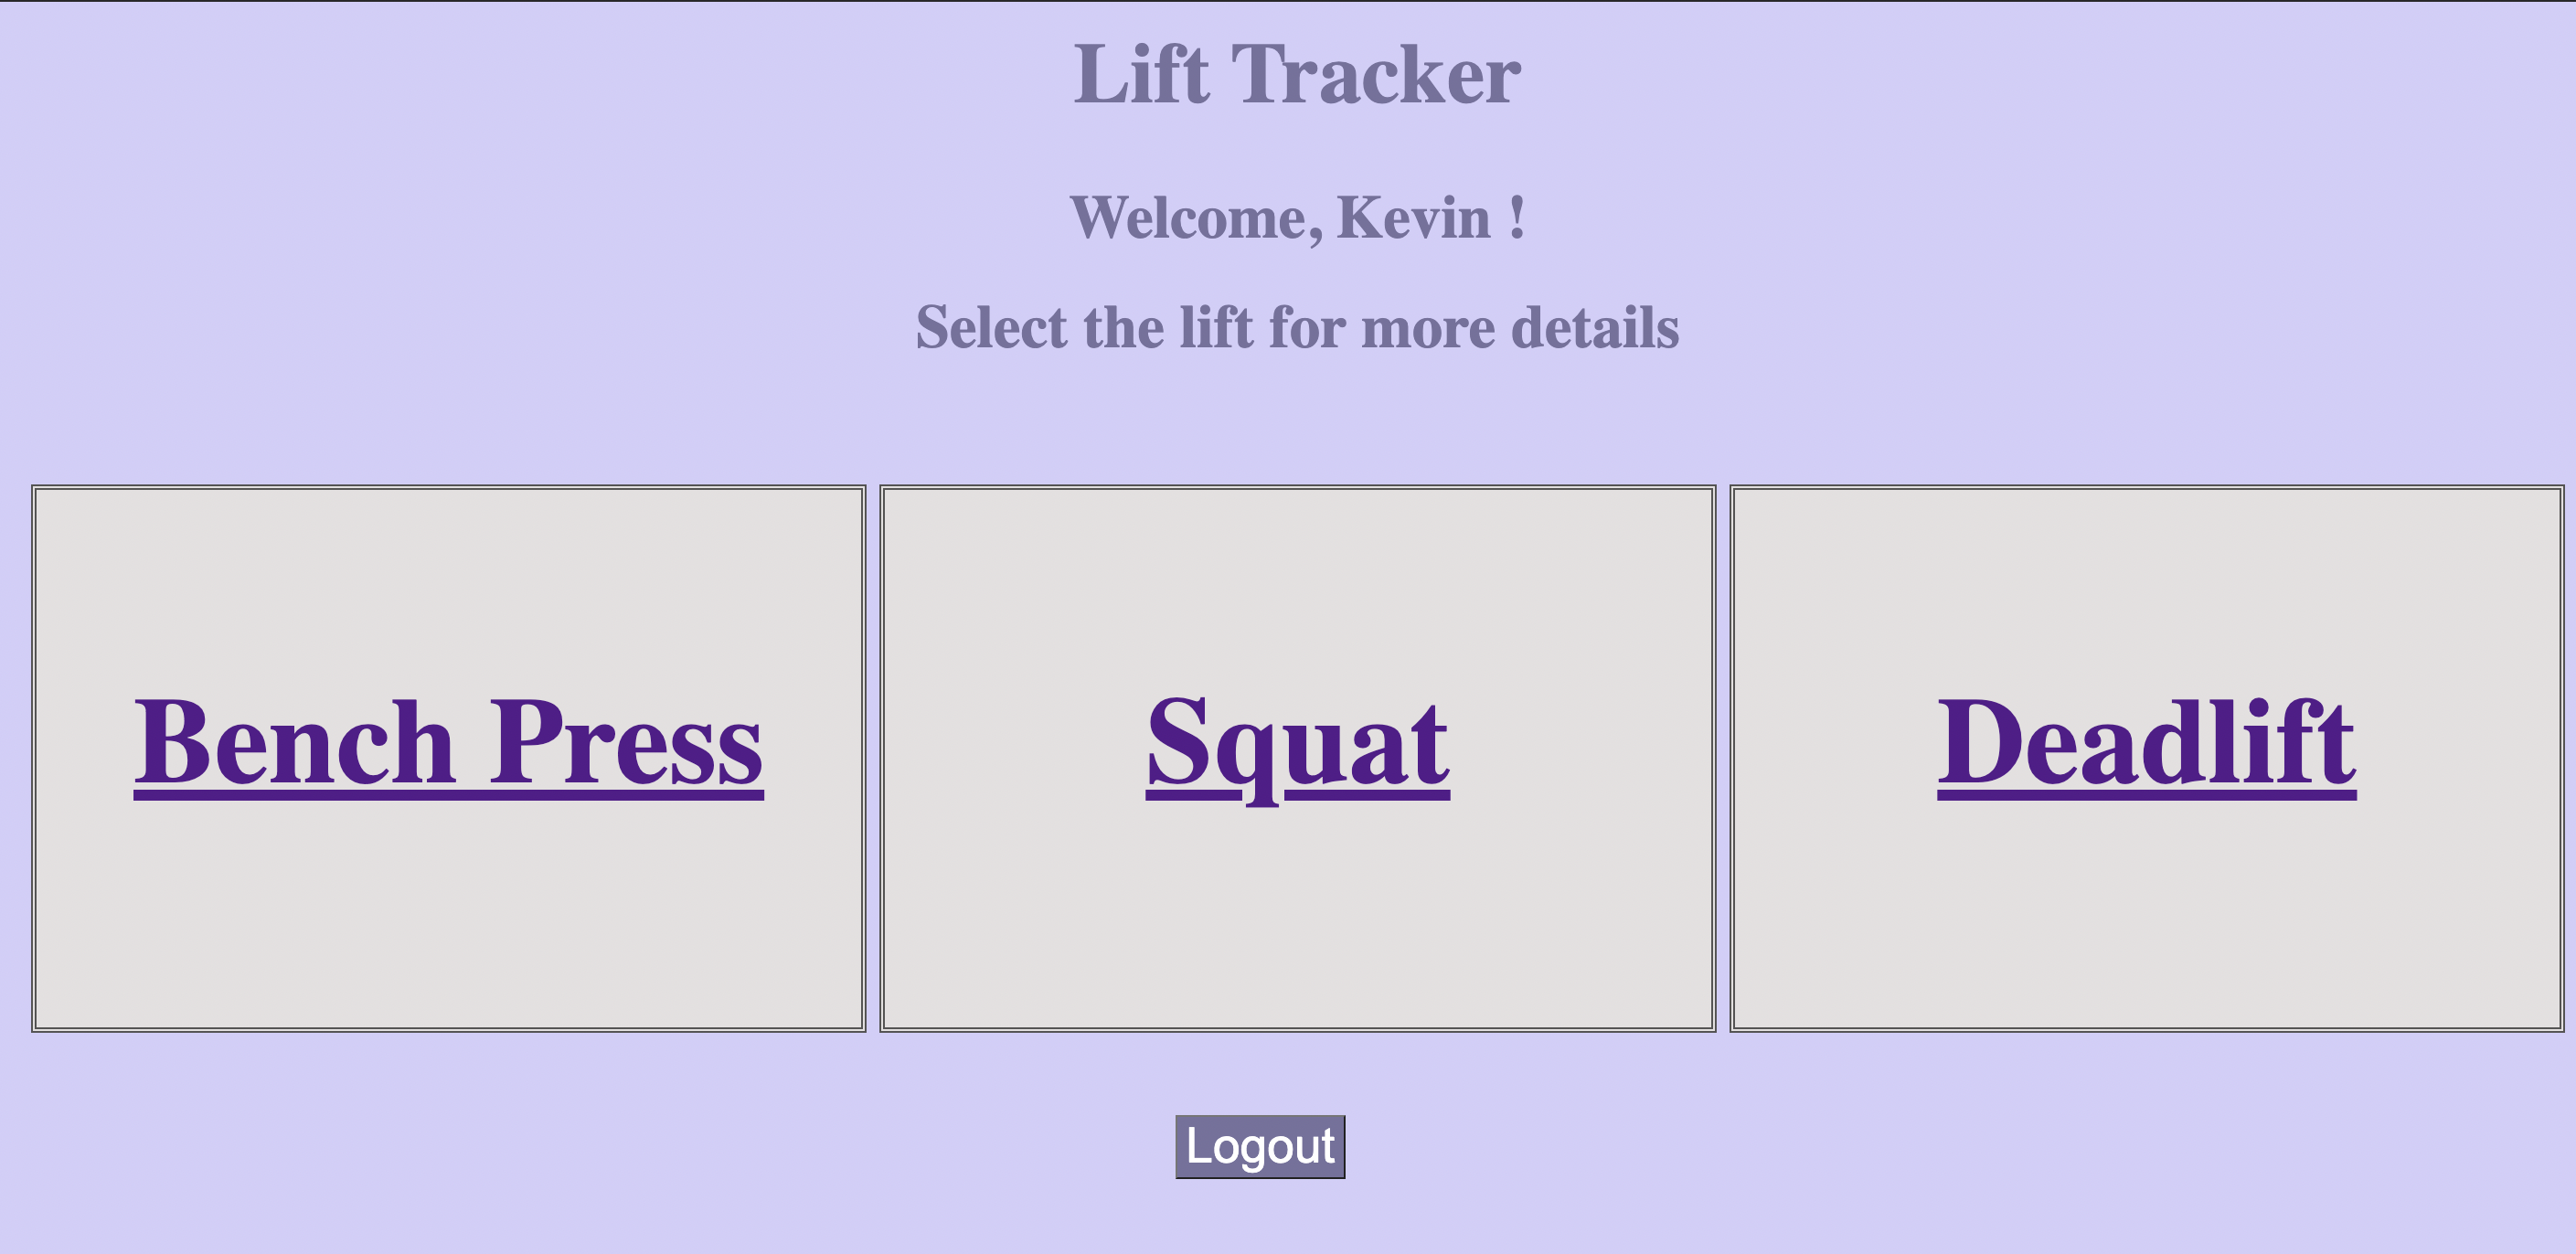 Lift Tracker
Welcome, Kevin !
Select the lift for more details
Bench Press
Squat
Deadlift
Logout